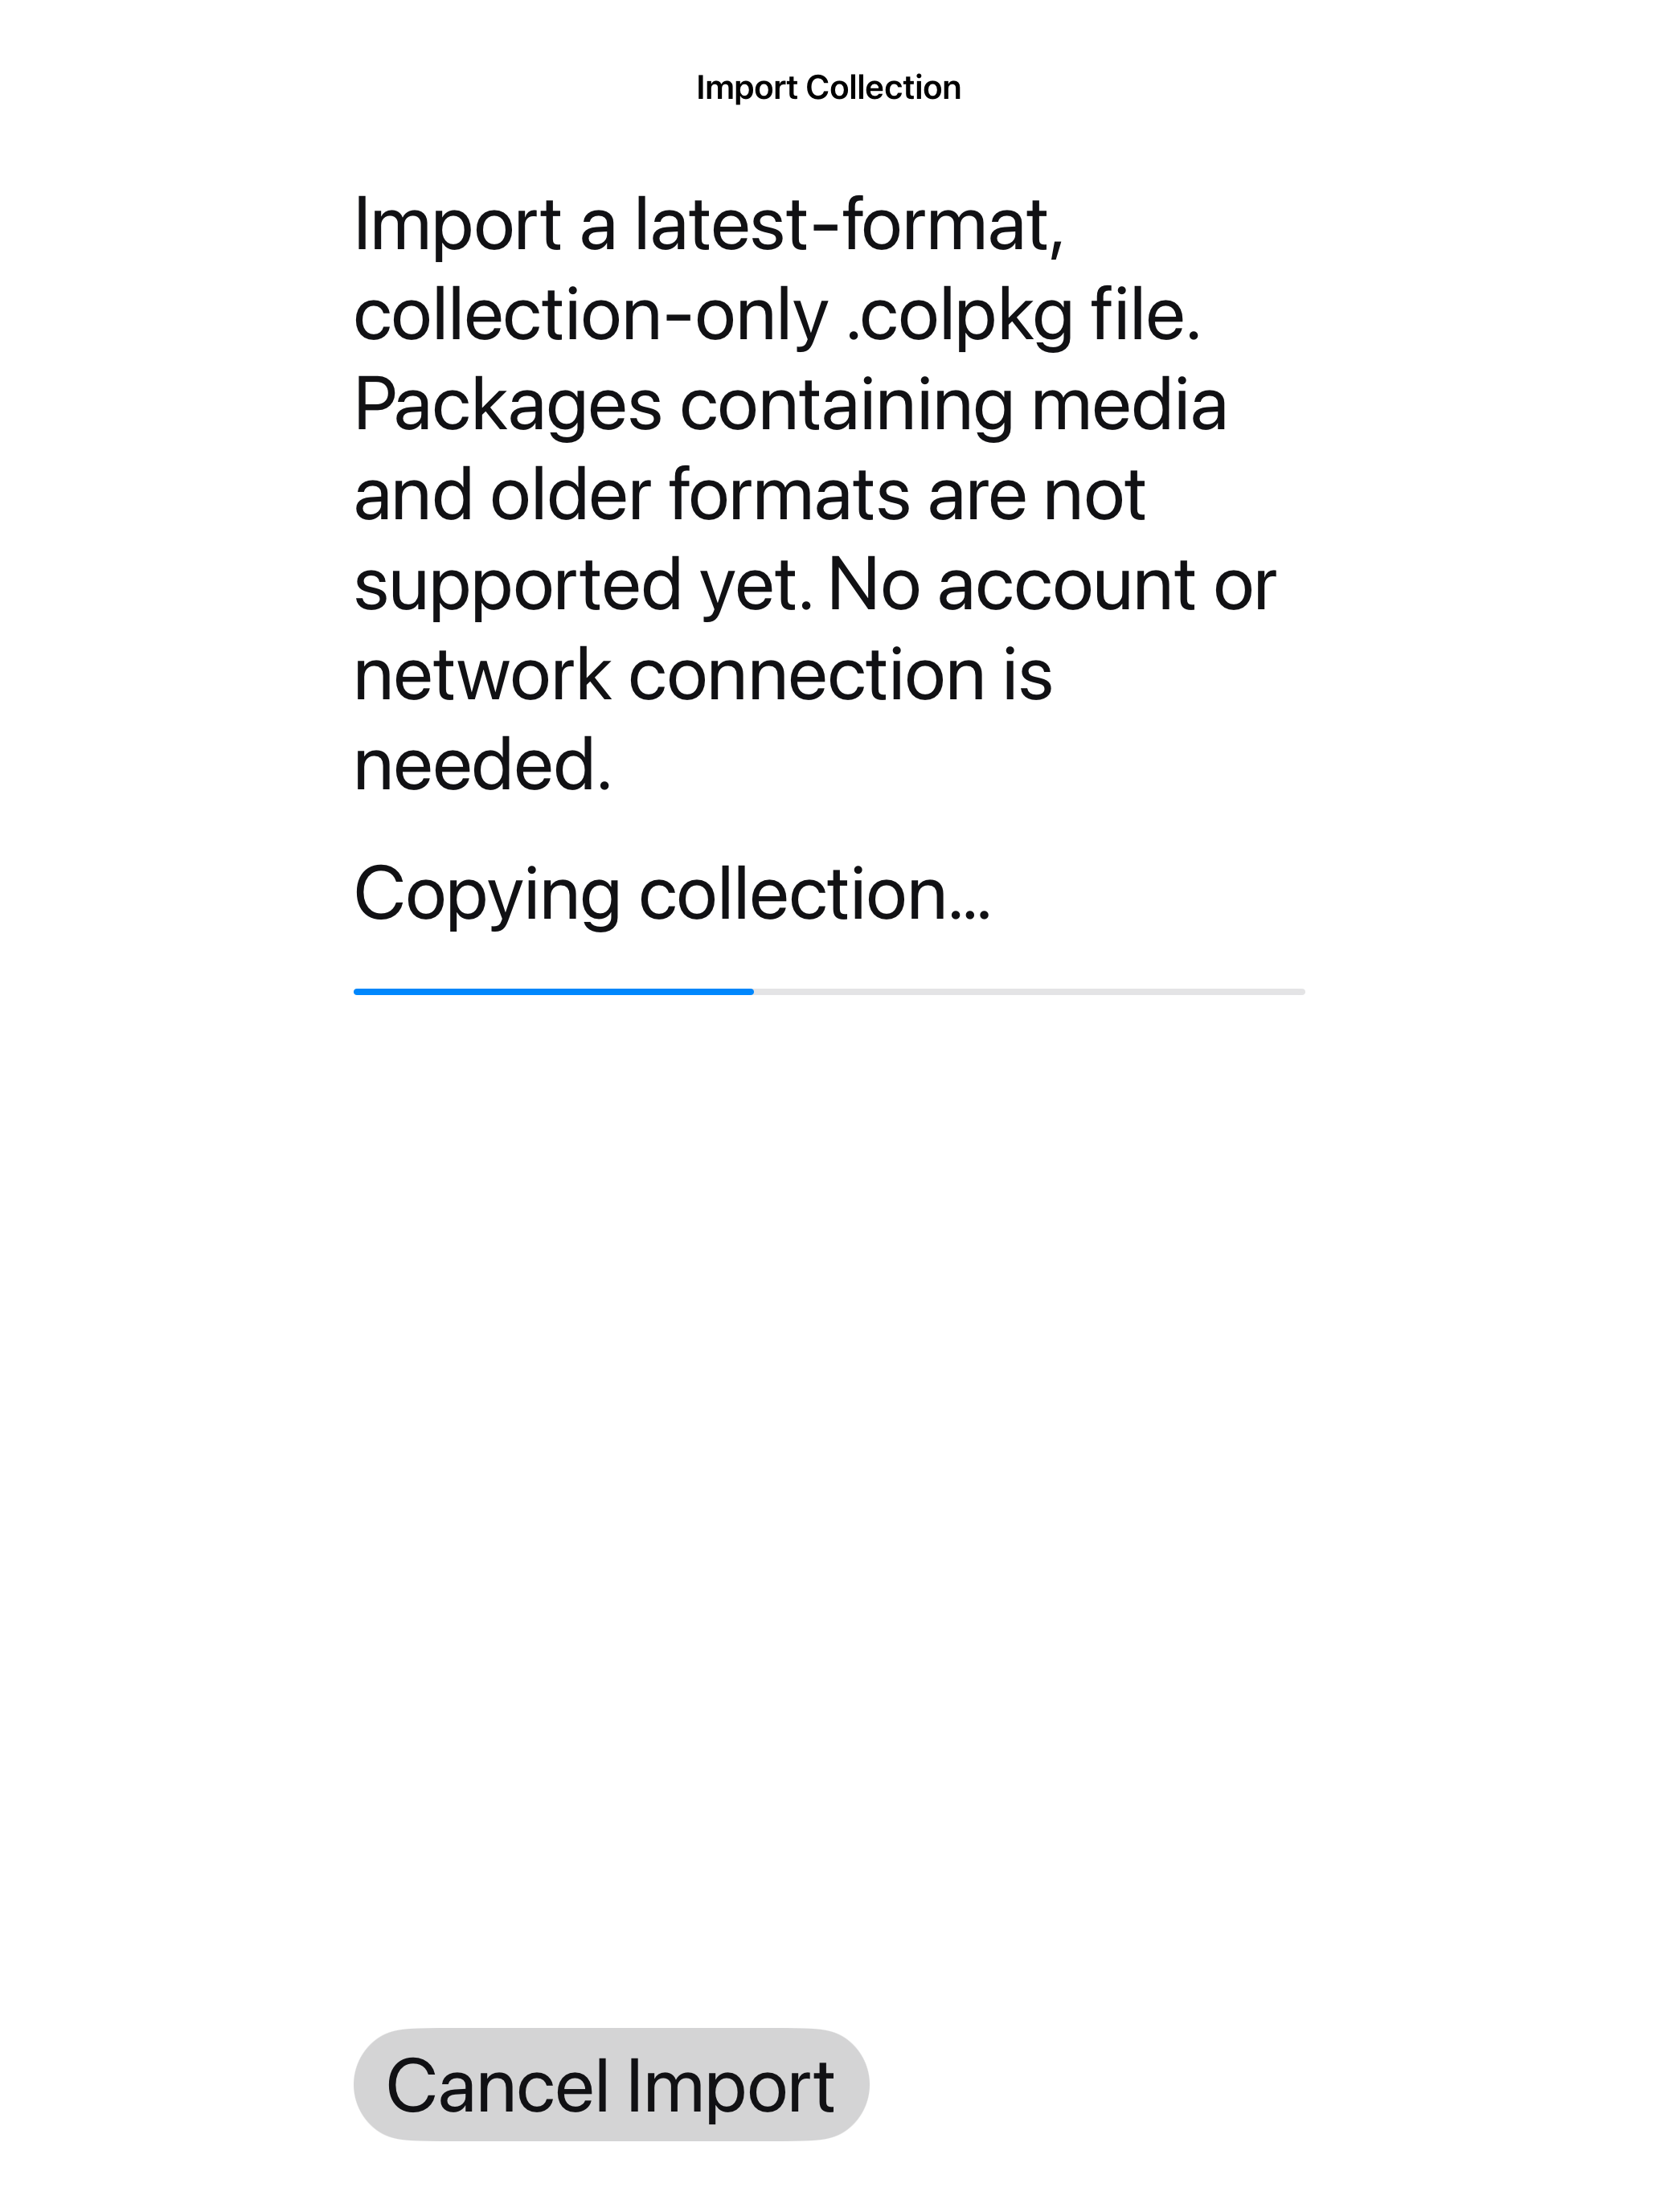 Import Collection
Import a latest-format,
collection-only .colpkg file.
Packages containing media
and older formats are not
supported yet. No account or
network connection is
needed.
Copying collection…
Cancel Import